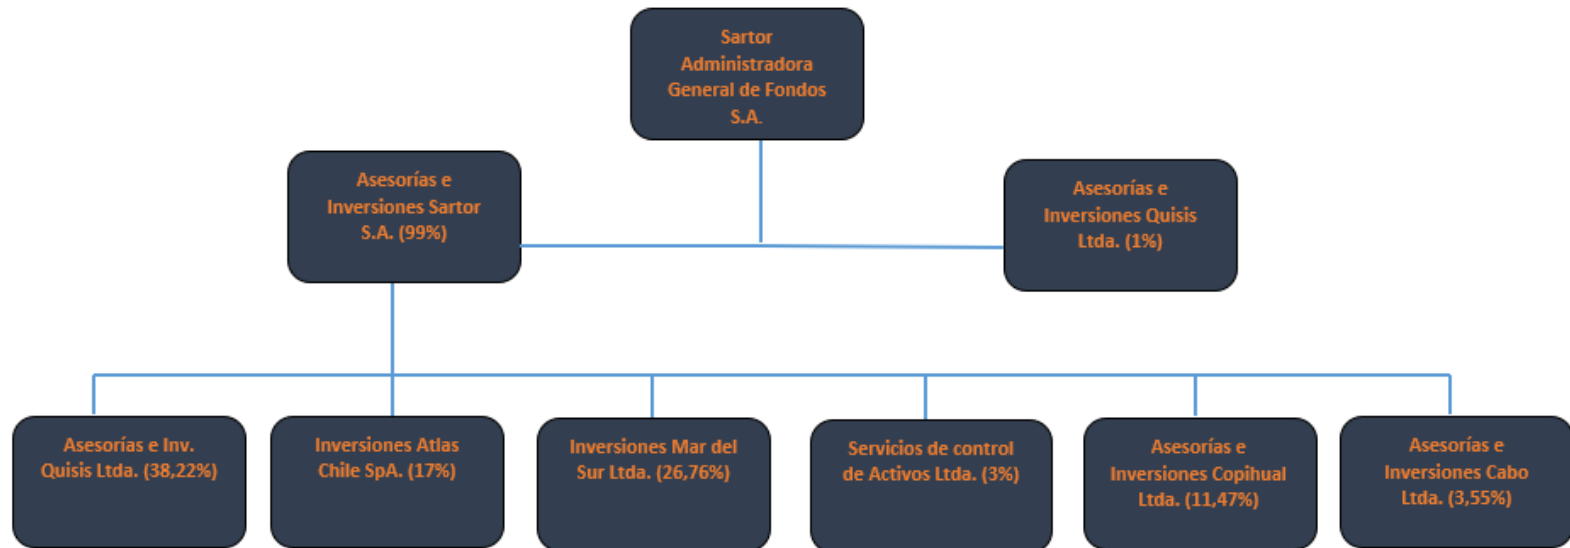 Sartor
Administradora
General de Fondos
S.A.
Asesorías e
Inversiones Sartor
S.A. (99%)
Asesorías e
Inversiones Quisis
Ltda. (1%)
Asesorías e Inv.
Quisis Ltda. (38,22%)
Inversiones Atlas
Chile SpA. (17%)
Inversiones Mar del
Sur Ltda. (26,76%)
Servicios de control
de Activos Ltda. (3%)
Asesorías e
Inversiones Copihual
Ltda. (11,47%)
Asesorías e
Inversiones Cabo
Ltda. (3,55%)